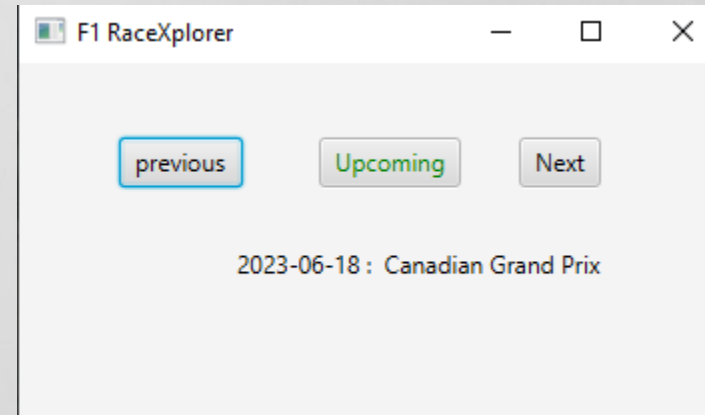 F1 RaceXplorer
previous Upcoming Next
2023-06-18 : Canadian Grand Prix